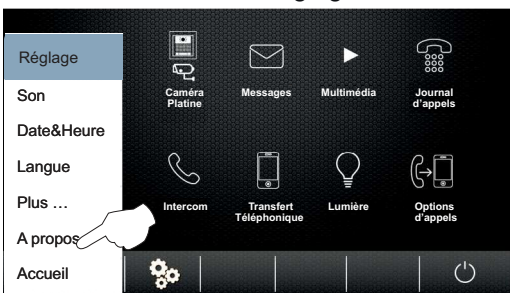 Réglage
Son
Date&Heure
Langue
Plus …
A propos
Accueil
Caméra
Platine
Messages
Multimédia
Journal
d'appels
Intercom
Transfert
Téléphonique
Lumière
Options
d'appels